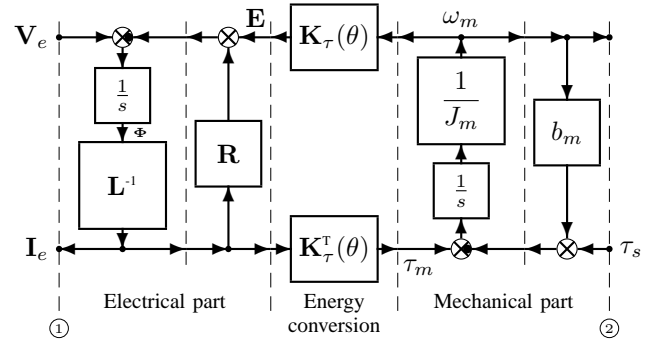 V_e E K_τ(θ) ω_m
1/s 1/J_m b_m
Φ
L⁻¹ R 1/s
I_e K_τ^T(θ) τ_m τ_s
Electrical part Energy Mechanical part
conversion
① ②